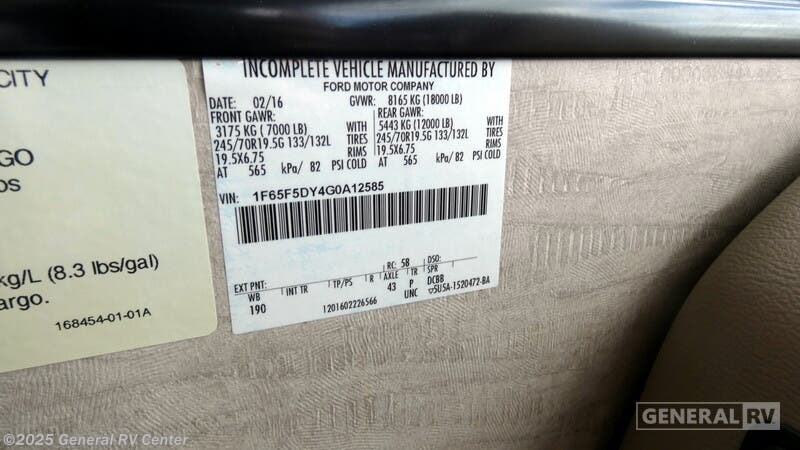 CITY
GO
os
kg/L (8.3 lbs/gal)
argo.
168454-01-01A
INCOMPLETE VEHICLE MANUFACTURED BY
FORD MOTOR COMPANY
DATE: 02/16 GVWR: 8165 KG (18000 LB)
FRONT GAWR: REAR GAWR:
3175 KG ( 7000 LB) WITH 5443 KG (12000 LB) WITH
245/70R19.5G 133/132L TIRES 245/70R19.5G 133/132L TIRES
19.5X6.75 RIMS 19.5X6.75 RIMS
AT 565 kPa/ 82 PSI COLD AT 565 kPa/ 82 PSI COLD
VIN: 1F65F5DY4G0A12585
RC: 58 DSO:
EXT PNT: INT TR TP/PS R AXLE TR SPR
WB 43 P DCBB
190 UNC 5U5A-1520472-BA
1201602226566
GENERAL RV
©2025 General RV Center